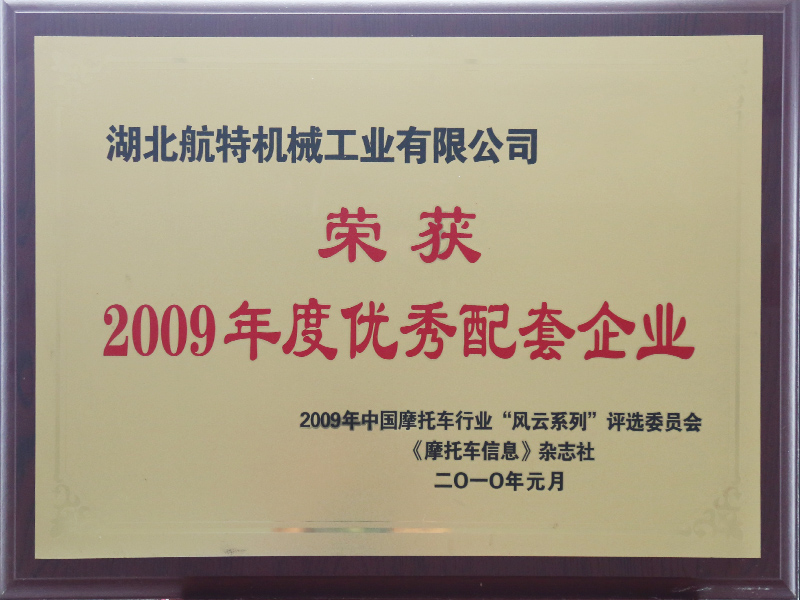 湖北航特机械工业有限公司
荣获
2009年度优秀配套企业
2009年中国摩托车行业“风云系列”评选委员会
《摩托车信息》杂志社
二〇一〇年元月